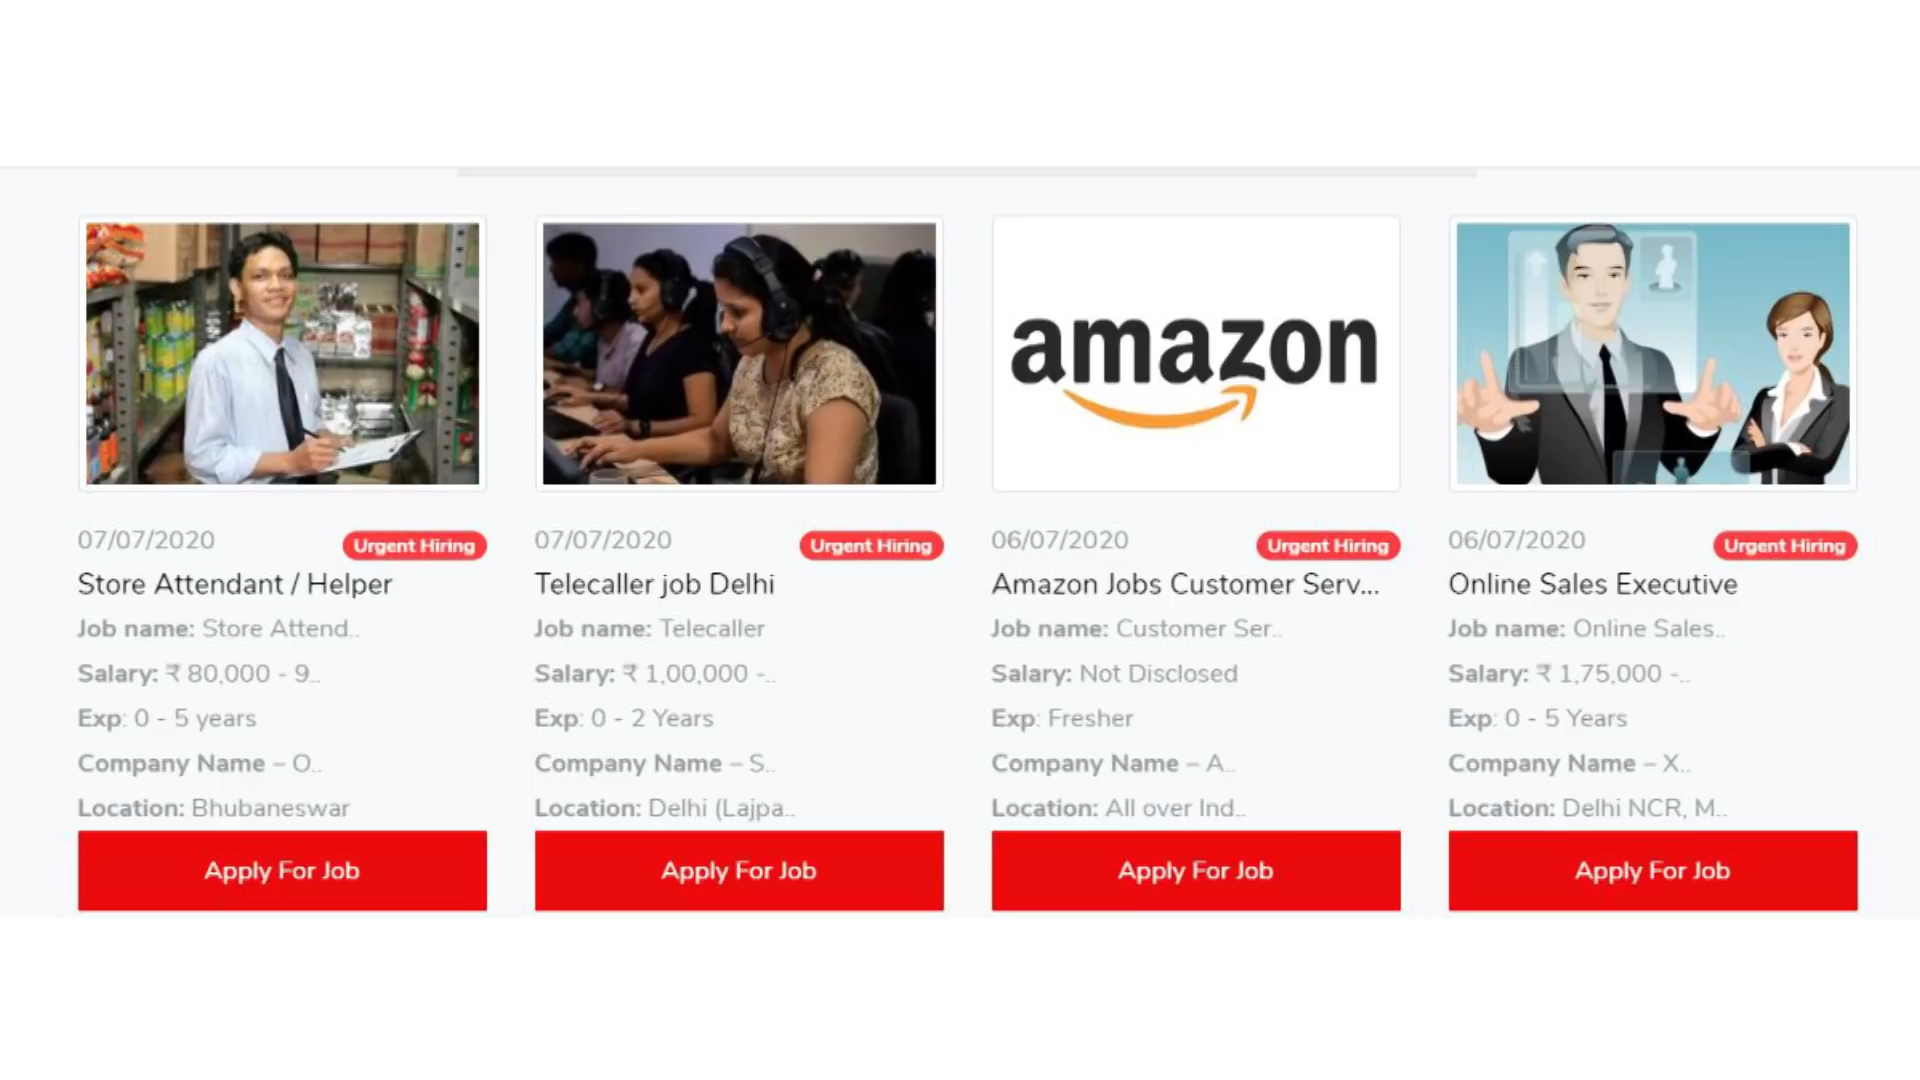 amazon
07/07/2020 Urgent Hiring
Store Attendant / Helper
Job name: Store Attend..
Salary: ₹ 80,000 - 9..
Exp: 0 - 5 years
Company Name – O..
Location: Bhubaneswar
Apply For Job
07/07/2020 Urgent Hiring
Telecaller job Delhi
Job name: Telecaller
Salary: ₹ 1,00,000 -..
Exp: 0 - 2 Years
Company Name – S..
Location: Delhi (Lajpa..
Apply For Job
06/07/2020 Urgent Hiring
Amazon Jobs Customer Serv...
Job name: Customer Ser..
Salary: Not Disclosed
Exp: Fresher
Company Name – A..
Location: All over Ind..
Apply For Job
06/07/2020 Urgent Hiring
Online Sales Executive
Job name: Online Sales..
Salary: ₹ 1,75,000 -..
Exp: 0 - 5 Years
Company Name – X..
Location: Delhi NCR, M..
Apply For Job